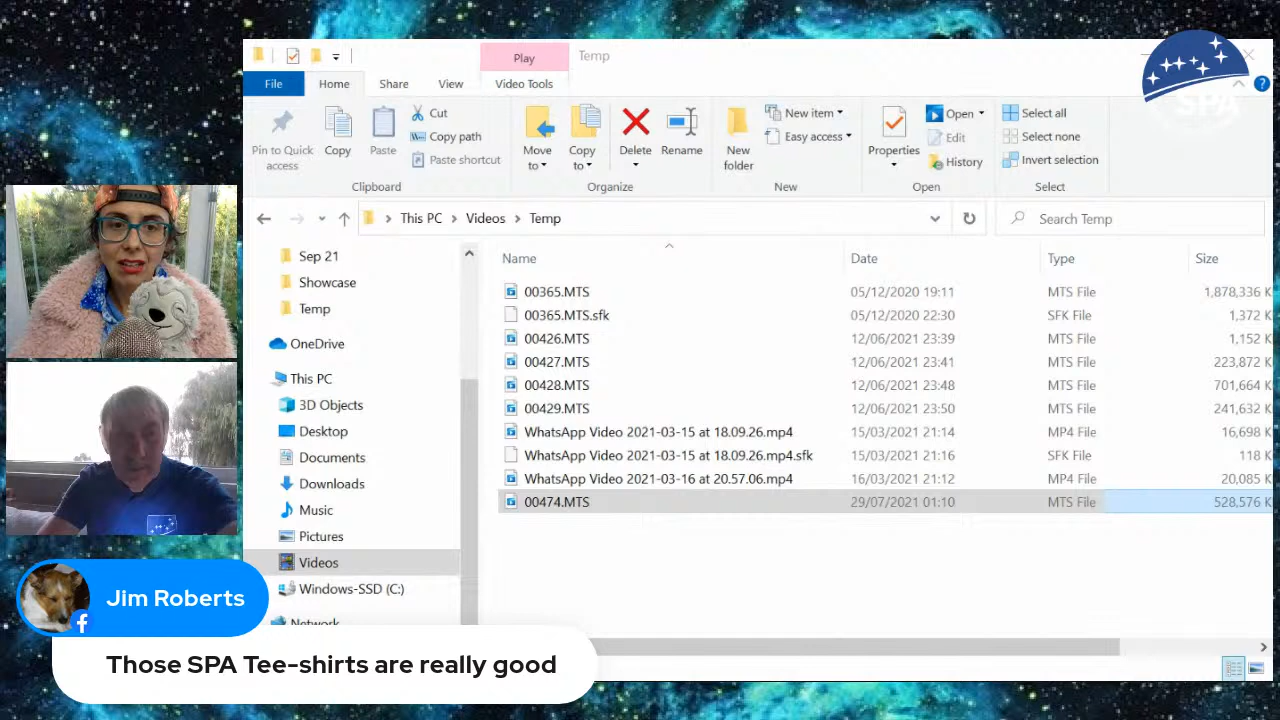 Play
Temp
File
Home
Share
View
Video Tools
Pin to Quick
access
Copy
Paste
Cut
Copy path
Paste shortcut
Clipboard
Move
to
Copy
to
Delete
Rename
Organize
New
folder
New item
Easy access
New
Properties
Open
Edit
History
Open
Select all
Select none
Invert selection
Select
SPA
This PC > Videos > Temp
Search Temp
Sep 21
Showcase
Temp
OneDrive
This PC
3D Objects
Desktop
Documents
Downloads
Music
Pictures
Videos
Windows-SSD (C:)
Network
Name Date Type Size
00365.MTS 05/12/2020 19:11 MTS File 1,878,336 K
00365.MTS.sfk 05/12/2020 22:30 SFK File 1,372 K
00426.MTS 12/06/2021 23:39 MTS File 1,152 K
00427.MTS 12/06/2021 23:41 MTS File 223,872 K
00428.MTS 12/06/2021 23:48 MTS File 701,664 K
00429.MTS 12/06/2021 23:50 MTS File 241,632 K
WhatsApp Video 2021-03-15 at 18.09.26.mp4 15/03/2021 21:14 MP4 File 16,698 K
WhatsApp Video 2021-03-15 at 18.09.26.mp4.sfk 15/03/2021 21:16 SFK File 118 K
WhatsApp Video 2021-03-16 at 20.57.06.mp4 16/03/2021 21:12 MP4 File 20,085 K
00474.MTS 29/07/2021 01:10 MTS File 528,576 K
Jim Roberts
Those SPA Tee-shirts are really good